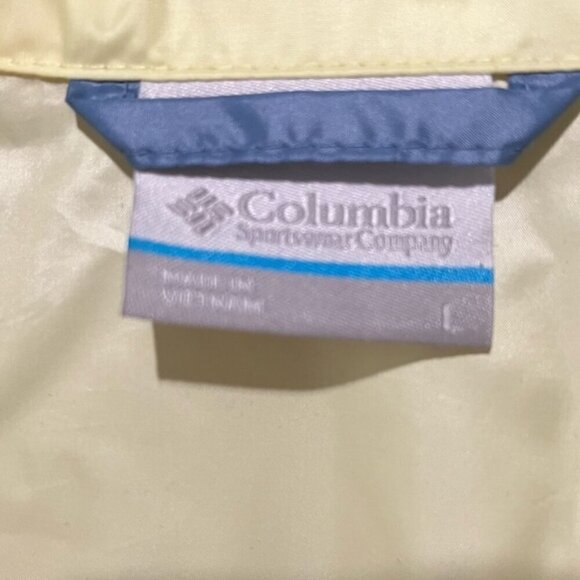 Columbia
Sportswear Company
MADE IN
VIETNAM
L